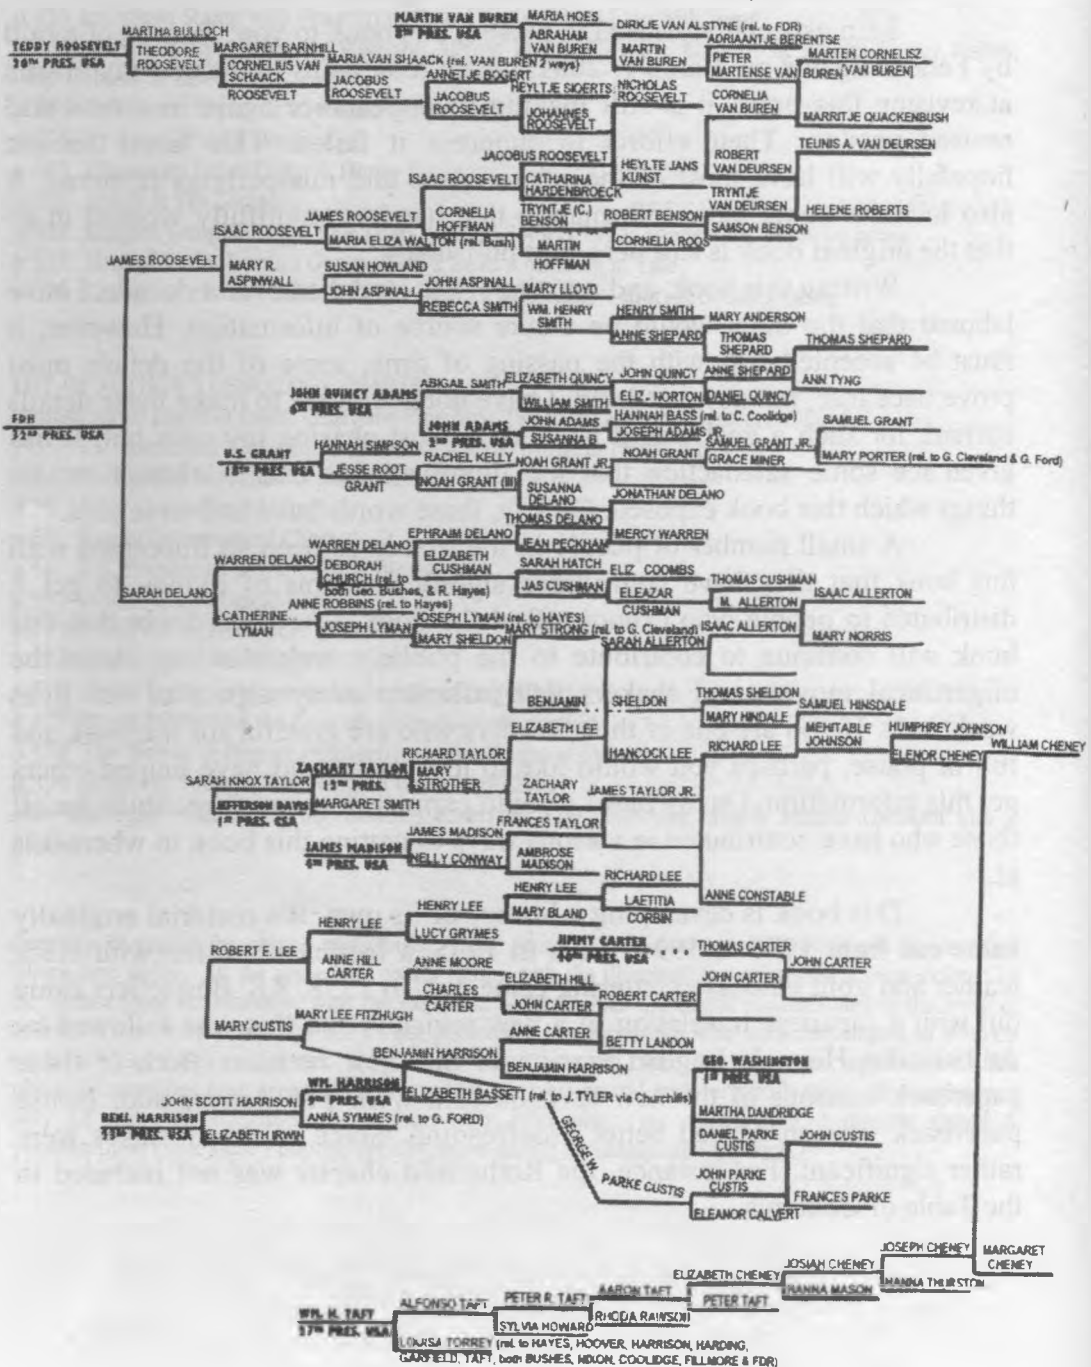 MARTIN VAN BUREN
8TH PRES. USA
MARIA HOES
ABRAHAM
VAN BUREN
DIRKJE VAN ALSTYNE (rel. to FDR)
MARTIN
VAN BUREN
ADRIAANTJE BERENTSE
PIETER
MARTENSE VAN BUREN
MARTEN CORNELISZ
[VAN BUREN]
TEDDY ROOSEVELT
MARTHA BULLOCH
THEODORE
ROOSEVELT
MARGARET BARNHILL
CORNELIUS VAN
SCHAACK
ROOSEVELT
MARIA VAN SHAACK (rel. VAN BUREN 2 ways)
JACOBUS
ROOSEVELT
ANNETJE BOGERT
JACOBUS
ROOSEVELT
HEYLTJE SJOERTS
JOHANNES
ROOSEVELT
NICHOLAS
ROOSEVELT
CORNELIA
VAN BUREN
MARRITJE QUACKENBUSH
JACOBUS ROOSEVELT
HEYLTE JANS
KUNST
ROBERT
VAN DEURSEN
TEUNIS A. VAN DEURSEN
ISAAC ROOSEVELT
CATHARINA
HARDENBROECK
TRYNTJE
VAN DEURSEN
HELENE ROBERTS
JAMES ROOSEVELT
CORNELIA
HOFFMAN
TRYNTJE (C.)
BENSON
ROBERT BENSON
SAMSON BENSON
ISAAC ROOSEVELT
MARIA ELIZA WALTON (rel. Bush)
MARTIN
HOFFMAN
CORNELIA ROOS
JAMES ROOSEVELT
MARY R.
ASPINWALL
SUSAN HOWLAND
JOHN ASPINALL
JOHN ASPINALL
REBECCA SMITH
MARY LLOYD
WM. HENRY
SMITH
HENRY SMITH
ANNE SHEPARD
MARY ANDERSON
THOMAS
SHEPARD
THOMAS SHEPARD
ANN TYNG
ABIGAIL SMITH
ELIZABETH QUINCY
JOHN QUINCY
ANNE SHEPARD
JOHN QUINCY ADAMS
6TH PRES. USA
WILLIAM SMITH
ELIZ- NORTON
DANIEL QUINCY
JOHN ADAMS
2ND PRES. USA
JOHN ADAMS
SUSANNA B
HANNAH BASS (rel. to C. Coolidge)
JOSEPH ADAMS JR.
SAMUEL GRANT
32ND PRES. USA
U.S. GRANT
18TH PRES. USA
HANNAH SIMPSON
JESSE ROOT
GRANT
RACHEL KELLY
NOAH GRANT (III)
NOAH GRANT JR.
SUSANNA
DELANO
NOAH GRANT
SAMUEL GRANT JR.
GRACE MINER
MARY PORTER (rel. to G. Cleveland & G. Ford)
JONATHAN DELANO
THOMAS DELANO
MERCY WARREN
WARREN DELANO
EPHRAIM DELANO
JEAN PECKHAM
WARREN DELANO
DEBORAH
CHURCH (rel. to
both Geo. Bushes, & R. Hayes)
ELIZABETH
CUSHMAN
SARAH HATCH
JAS CUSHMAN
ELIZ COOMBS
ELEAZAR
CUSHMAN
THOMAS CUSHMAN
M. ALLERTON
ISAAC ALLERTON
SARAH DELANO
CATHERINE
LYMAN
ANNE ROBBINS (rel. to Hayes)
JOSEPH LYMAN
JOSEPH LYMAN (rel. to HAYES)
MARY SHELDON
MARY STRONG (rel. to G. Cleveland)
SARAH ALLERTON
ISAAC ALLERTON
MARY NORRIS
BENJAMIN SHELDON
THOMAS SHELDON
MARY HINDALE
SAMUEL HINSDALE
ELIZABETH LEE
HANCOCK LEE
RICHARD LEE
MEHITABLE
JOHNSON
HUMPHREY JOHNSON
ELENOR CHENEY
WILLIAM CHENEY
SARAH KNOX TAYLOR
ZACHARY TAYLOR
12TH PRES.
RICHARD TAYLOR
MARY
STROTHER
ZACHARY
TAYLOR
JAMES TAYLOR JR.
JEFFERSON DAVIS
1ST PRES. CSA
MARGARET SMITH
JAMES MADISON
4TH PRES. USA
JAMES MADISON
NELLY CONWAY
FRANCES TAYLOR
AMBROSE
MADISON
HENRY LEE
RICHARD LEE
LAETITIA
CORBIN
ANNE CONSTABLE
ROBERT E. LEE
HENRY LEE
HENRY LEE
LUCY GRYMES
MARY BLAND
ANNE HILL
CARTER
JIMMY CARTER
THOMAS CARTER
JOHN CARTER
ANNE MOORE
CHARLES
CARTER
ELIZABETH HILL
JOHN CARTER
ROBERT CARTER
JOHN CARTER
MARY CUSTIS
MARY LEE FITZHUGH
ANNE CARTER
BETTY LANDON
BENJAMIN HARRISON
BENJAMIN HARRISON
GEO. WASHINGTON
1ST PRES. USA
JOHN SCOTT HARRISON
WM. HARRISON
9TH PRES. USA
ELIZABETH BASSETT (rel. to J. TYLER via Churchills)
BENJ. HARRISON
23RD PRES. USA
ELIZABETH IRWIN
ANNA SYMMES (rel. to G. FORD)
MARTHA DANDRIDGE
DANIEL PARKE
CUSTIS
JOHN CUSTIS
GEORGE W. PARKE CUSTIS
JOHN PARKE
CUSTIS
FRANCES PARKE
ELEANOR CALVERT
ELIZABETH CHENEY
JOSIAH CHENEY
JOSEPH CHENEY
MARGARET
CHENEY
HANNA MASON
HANNA THURSTON
WM. H. TAFT
27TH PRES. USA
ALFONSO TAFT
PETER R. TAFT
AARON TAFT
PETER TAFT
SYLVIA HOWARD
RHODA RAWSON
LOUISA TORREY (rel. to HAYES, HOOVER, HARRISON, HARDING,
GARFIELD, TAFT, both BUSHES, NIXON, COOLIDGE, FILLMORE & FDR)